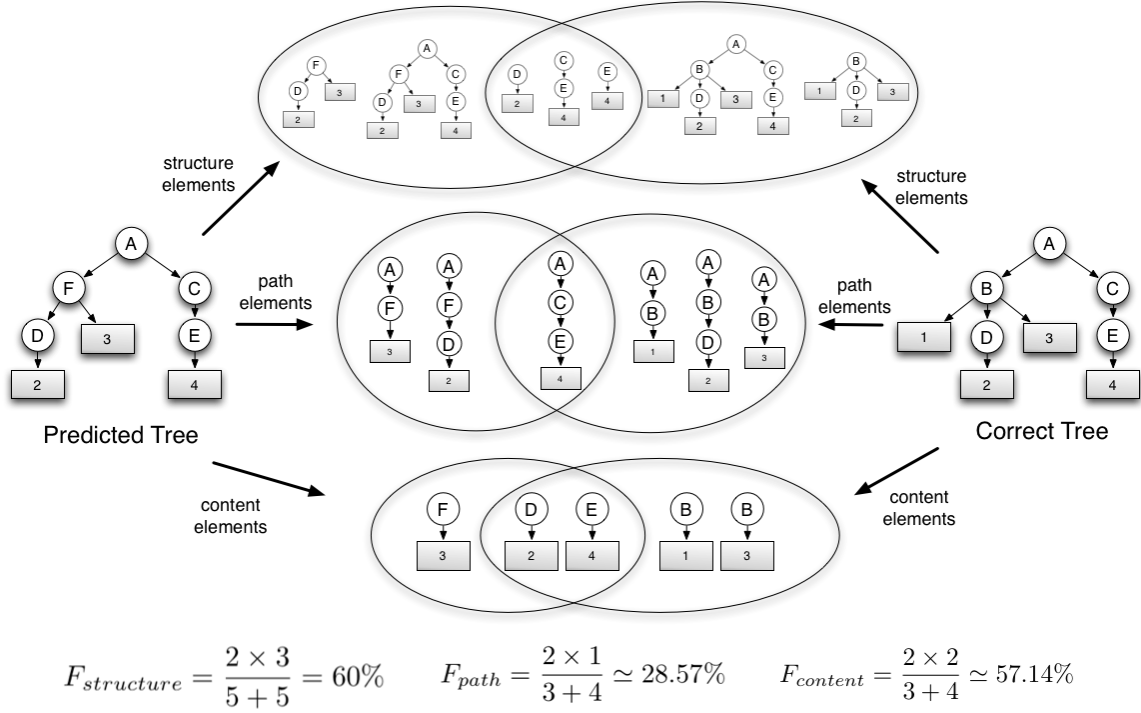 A
F A C E B C B
F
D 3 F C D E B C 1 D 3
2 D 3 E 2 4 4 1 D 3 E 2
2 4 2 4
structure
elements
structure
elements
A
F C
D 3 E
2 4
Predicted Tree
path
elements
A A A A A A
F F C B B B
3 D E 1 D 3
2 4 2
path
elements
A
B C
1 D 3 E
2 4
Correct Tree
content
elements
F D E B B
3 2 4 1 3
content
elements
F_structure = (2 × 3)/(5 + 5) = 60%
F_path = (2 × 1)/(3 + 4) ≃ 28.57%
F_content = (2 × 2)/(3 + 4) ≃ 57.14%